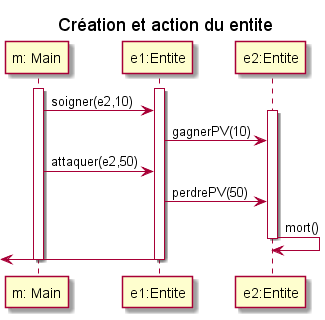 Création et action du entite
m: Main
e1:Entite
e2:Entite
soigner(e2,10)
gagnerPV(10)
attaquer(e2,50)
perdrePV(50)
mort()
m: Main
e1:Entite
e2:Entite